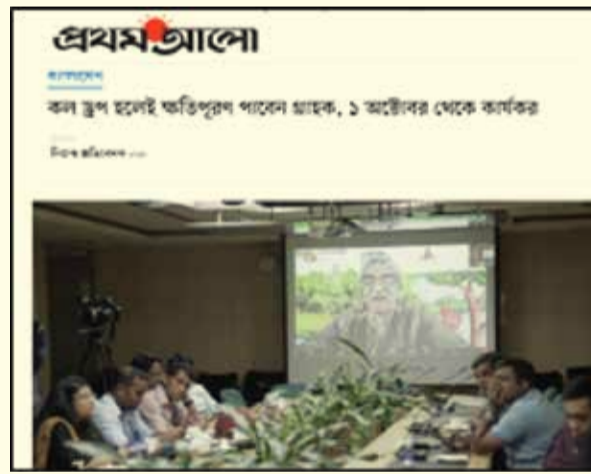 প্রথম আলো
বাংলাদেশ
কল ড্রপ হলেই ক্ষতিপূরণ পাবেন গ্রাহক, ১ অক্টোবর থেকে কার্যকর
নিজস্ব প্রতিবেদক